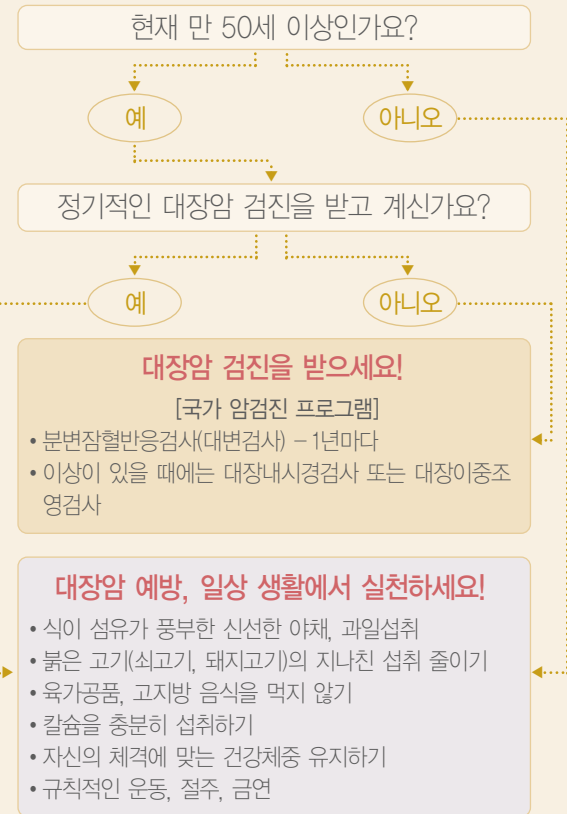 현재 만 50세 이상인가요?
예
아니오
정기적인 대장암 검진을 받고 계신가요?
예
아니오
대장암 검진을 받으세요!
[국가 암검진 프로그램]
• 분변잠혈반응검사(대변검사) – 1년마다
• 이상이 있을 때에는 대장내시경검사 또는 대장이중조
영검사
대장암 예방, 일상 생활에서 실천하세요!
• 식이 섬유가 풍부한 신선한 야채, 과일섭취
• 붉은 고기(쇠고기, 돼지고기)의 지나친 섭취 줄이기
• 육가공품, 고지방 음식을 먹지 않기
• 칼슘을 충분히 섭취하기
• 자신의 체격에 맞는 건강체중 유지하기
• 규칙적인 운동, 절주, 금연